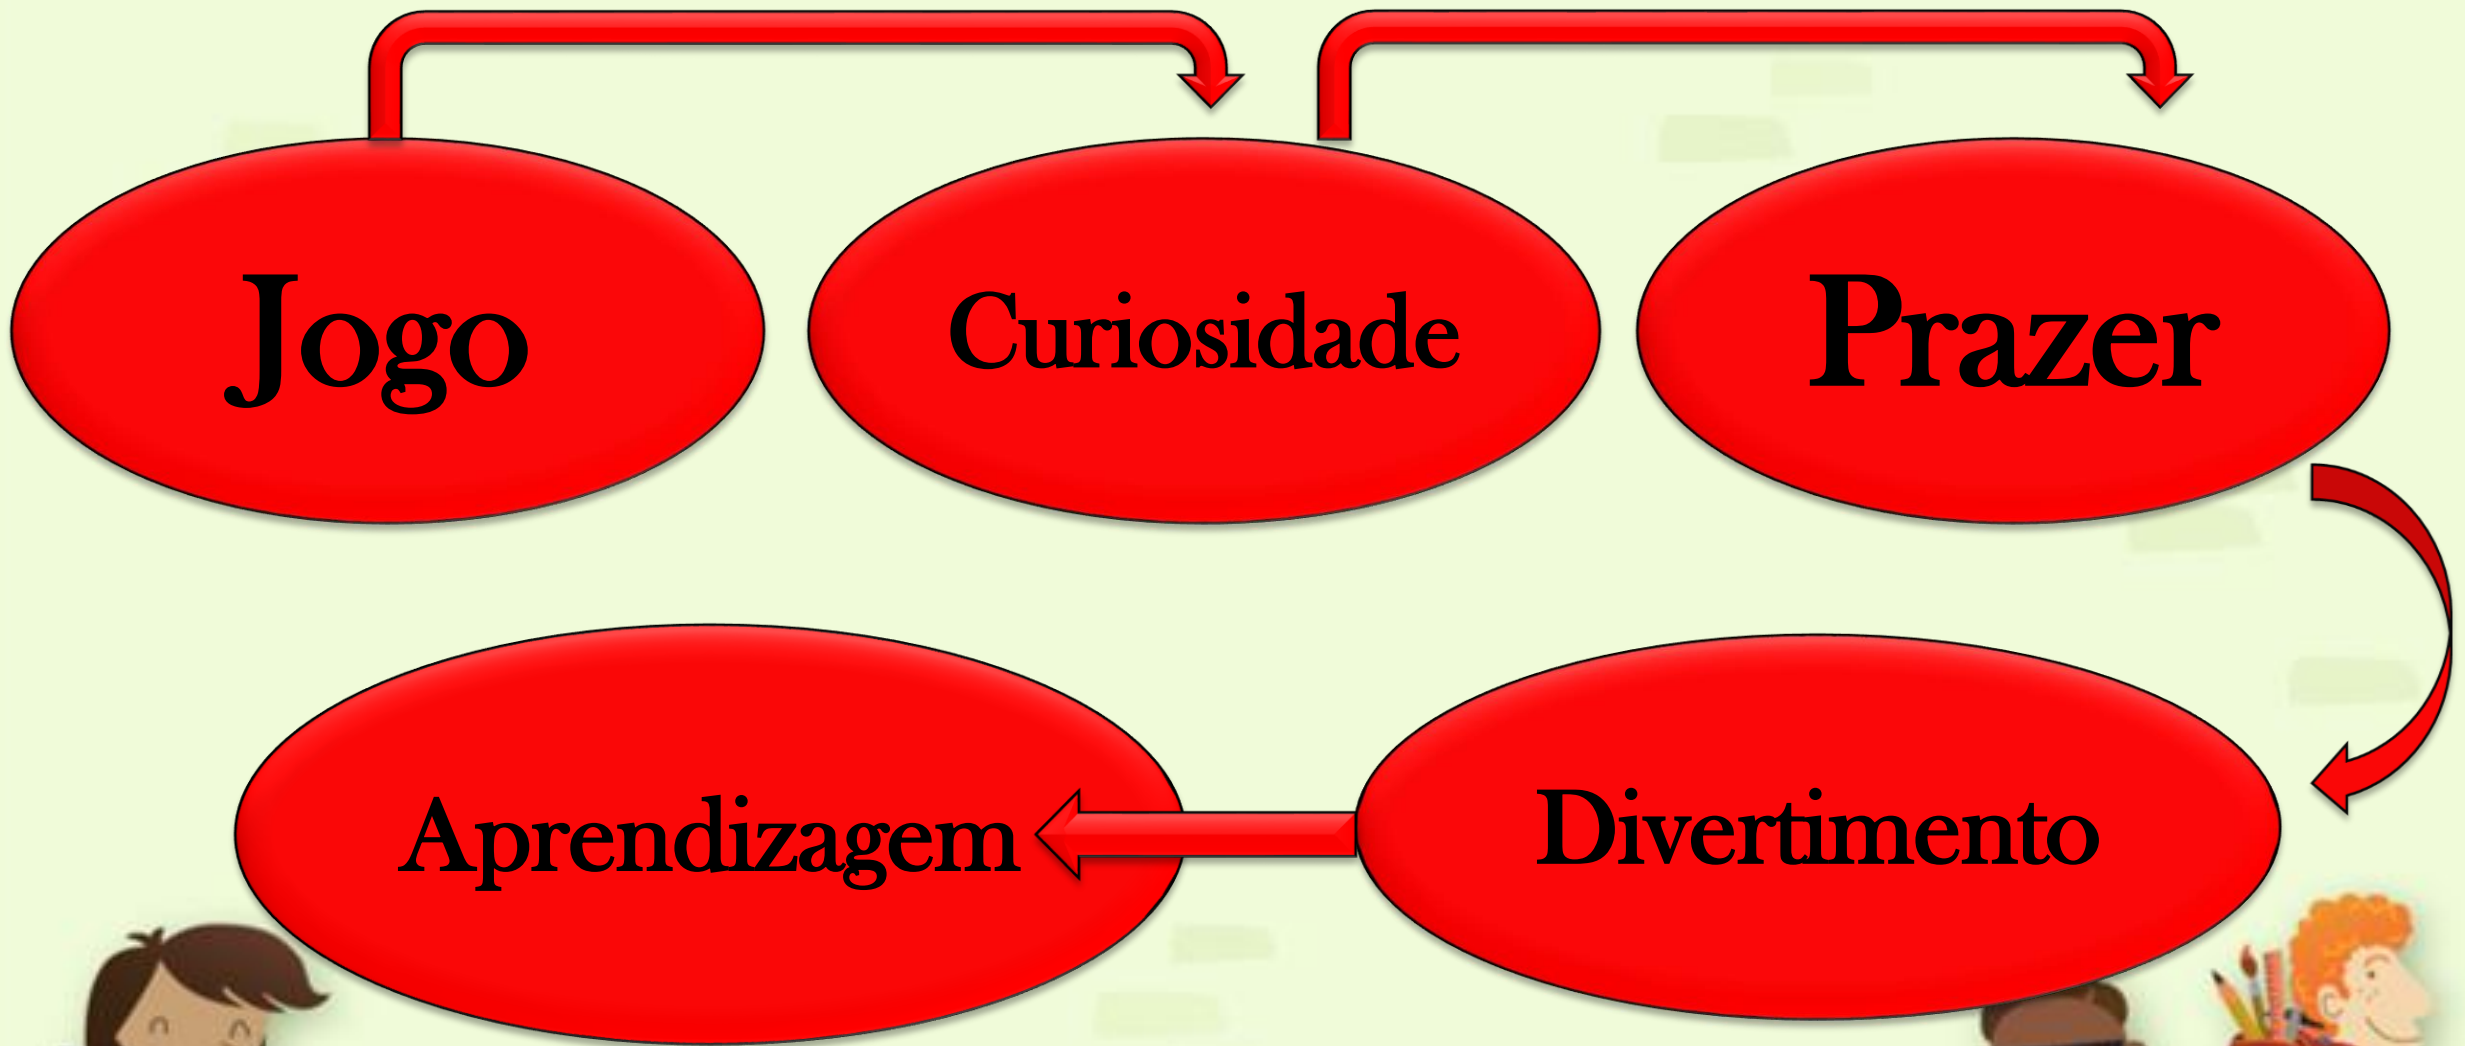 Jogo
Curiosidade
Prazer
Divertimento
Aprendizagem